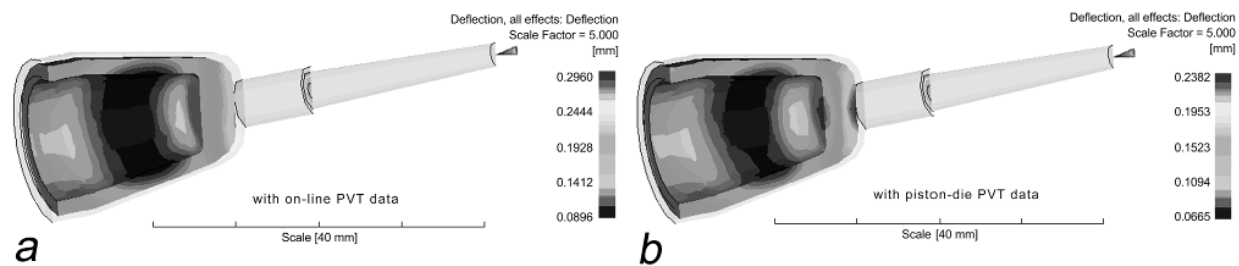 Deflection, all effects: Deflection
Scale Factor = 5.000
[mm]
0.2960
0.2444
0.1928
0.1412
0.0896
with on-line PVT data
Scale [40 mm]
a
Deflection, all effects: Deflection
Scale Factor = 5.000
[mm]
0.2382
0.1953
0.1523
0.1094
0.0665
with piston-die PVT data
Scale [40 mm]
b